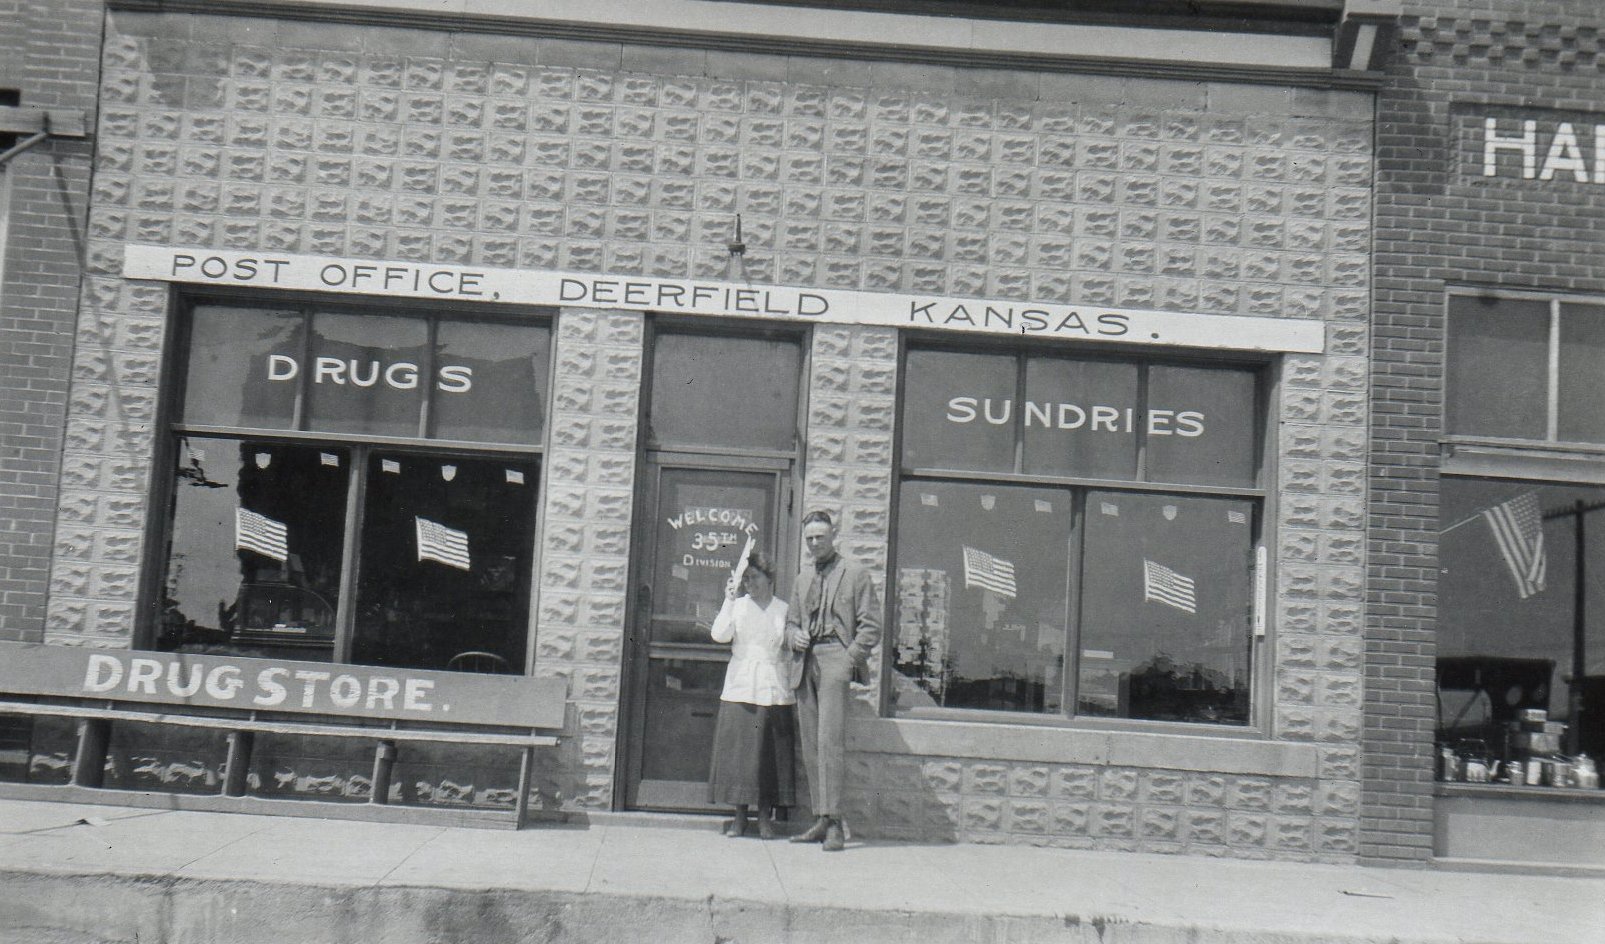 POST OFFICE, DEERFIELD KANSAS.
DRUGS
SUNDRIES
WELCOME
35TH
DIVISION
DRUG STORE.
HA